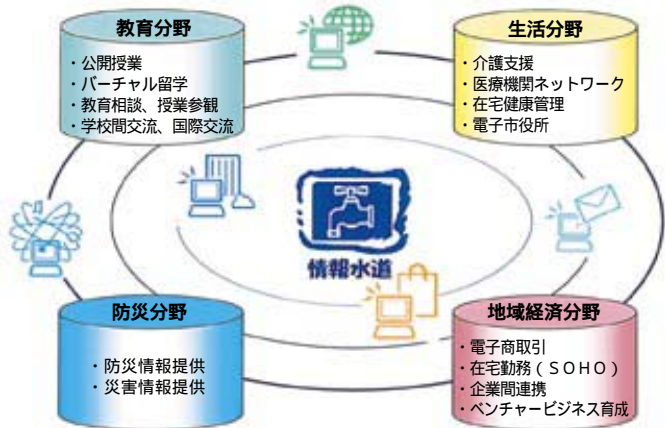 教育分野
・公開授業
・バーチャル留学
・教育相談、授業参観
・学校間交流、国際交流
生活分野
・介護支援
・医療機関ネットワーク
・在宅健康管理
・電子市役所
情報水道
防災分野
・防災情報提供
・災害情報提供
地域経済分野
・電子商取引
・在宅勤務（ＳＯＨＯ）
・企業間連携
・ベンチャービジネス育成